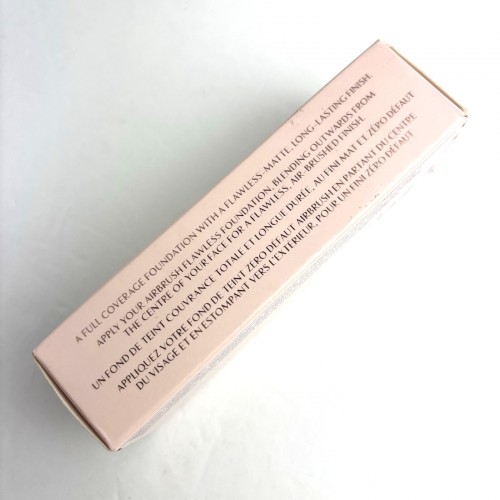 A FULL COVERAGE FOUNDATION WITH A FLAWLESS-MATTE, LONG-LASTING FINISH.
APPLY YOUR AIRBRUSH FLAWLESS FOUNDATION, BLENDING OUTWARDS FROM
THE CENTRE OF YOUR FACE FOR A FLAWLESS, AIR-BRUSHED FINISH.
UN FOND DE TEINT COUVRANCE TOTALE ET LONGUE DURÉE, AU FINI MAT ET ZÉRO DÉFAUT
APPLIQUEZ VOTRE FOND DE TEINT ZÉRO DÉFAUT AIRBRUSH EN PARTANT DU CENTRE
DU VISAGE ET EN ESTOMPANT VERS L'EXTÉRIEUR, POUR UN FINI ZÉRO DÉFAUT